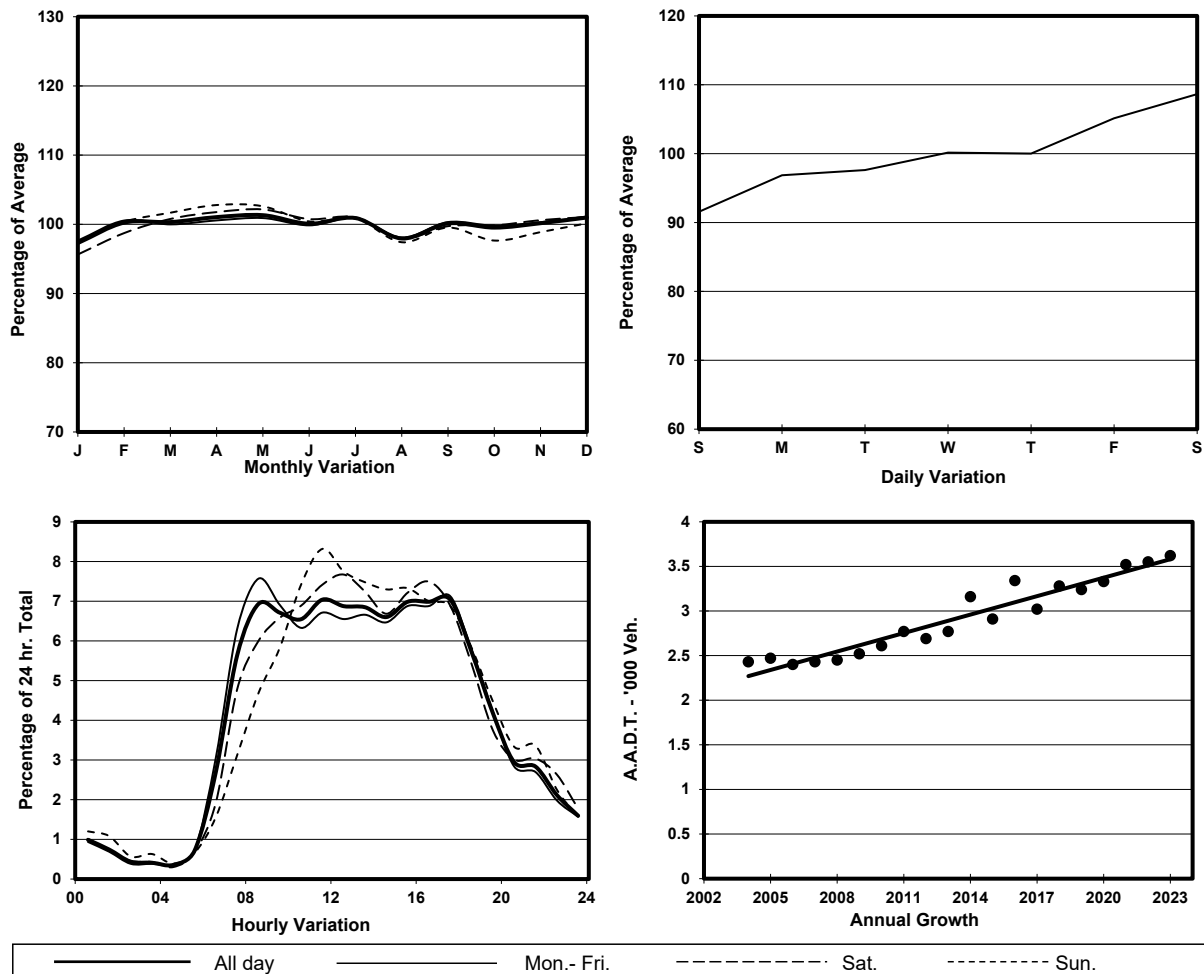 130
120
110
100
90
80
70
Percentage of Average
J F M A M J J A S O N D
Monthly Variation
120
110
100
90
80
70
60
Percentage of Average
S M T W T F S
Daily Variation
9
8
7
6
5
4
3
2
1
0
Percentage of 24 hr. Total
00 04 08 12 16 20 24
Hourly Variation
4
3.5
3
2.5
2
1.5
1
0.5
0
A.A.D.T. - '000 Veh.
2002 2005 2008 2011 2014 2017 2020 2023
Annual Growth
All day Mon.- Fri. Sat. Sun.